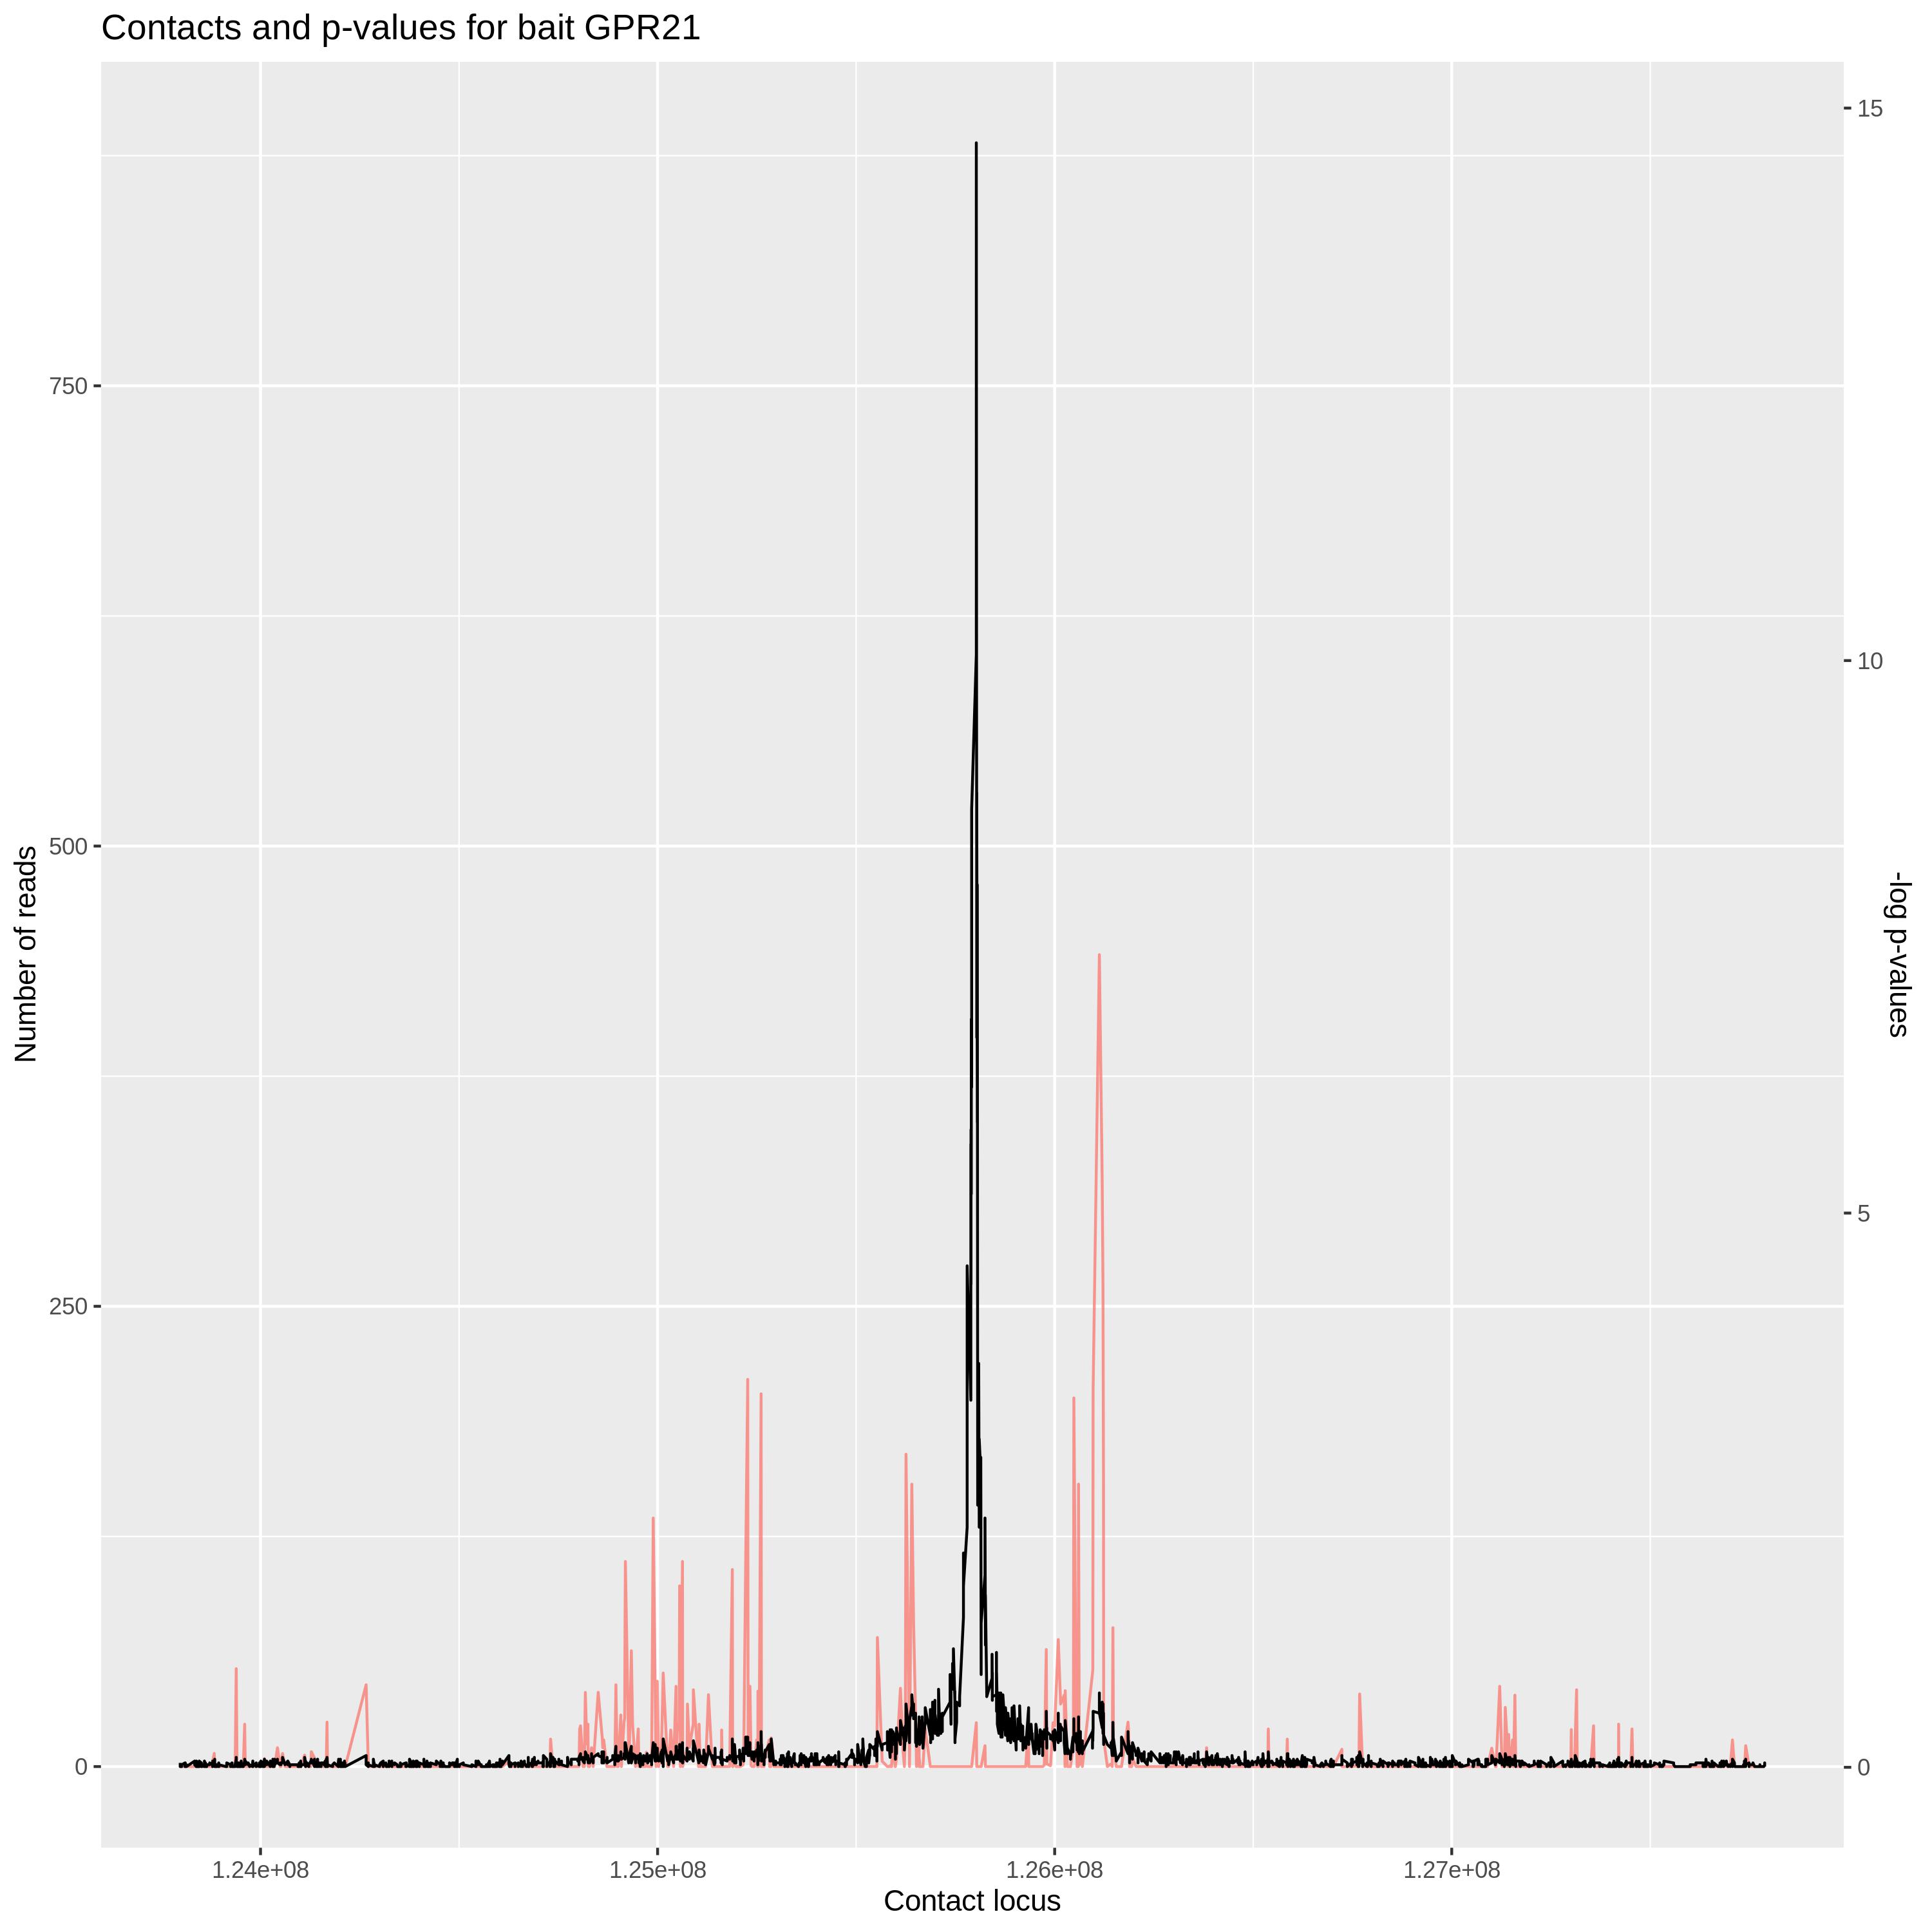 Contacts and p-values for bait GPR21
15
750
10
500
Number of reads
-log p-values
5
250
0
0
1.24e+08
1.25e+08
1.26e+08
1.27e+08
Contact locus